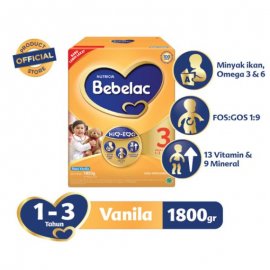 PRODUCT
OFFICIAL
STORE
NUTRICIA
Bebelac
3
Minyak ikan,
Omega 3 & 6
FOS:GOS 1:9
13 Vitamin &
9 Mineral
1-3
Tahun
Vanila
1800gr